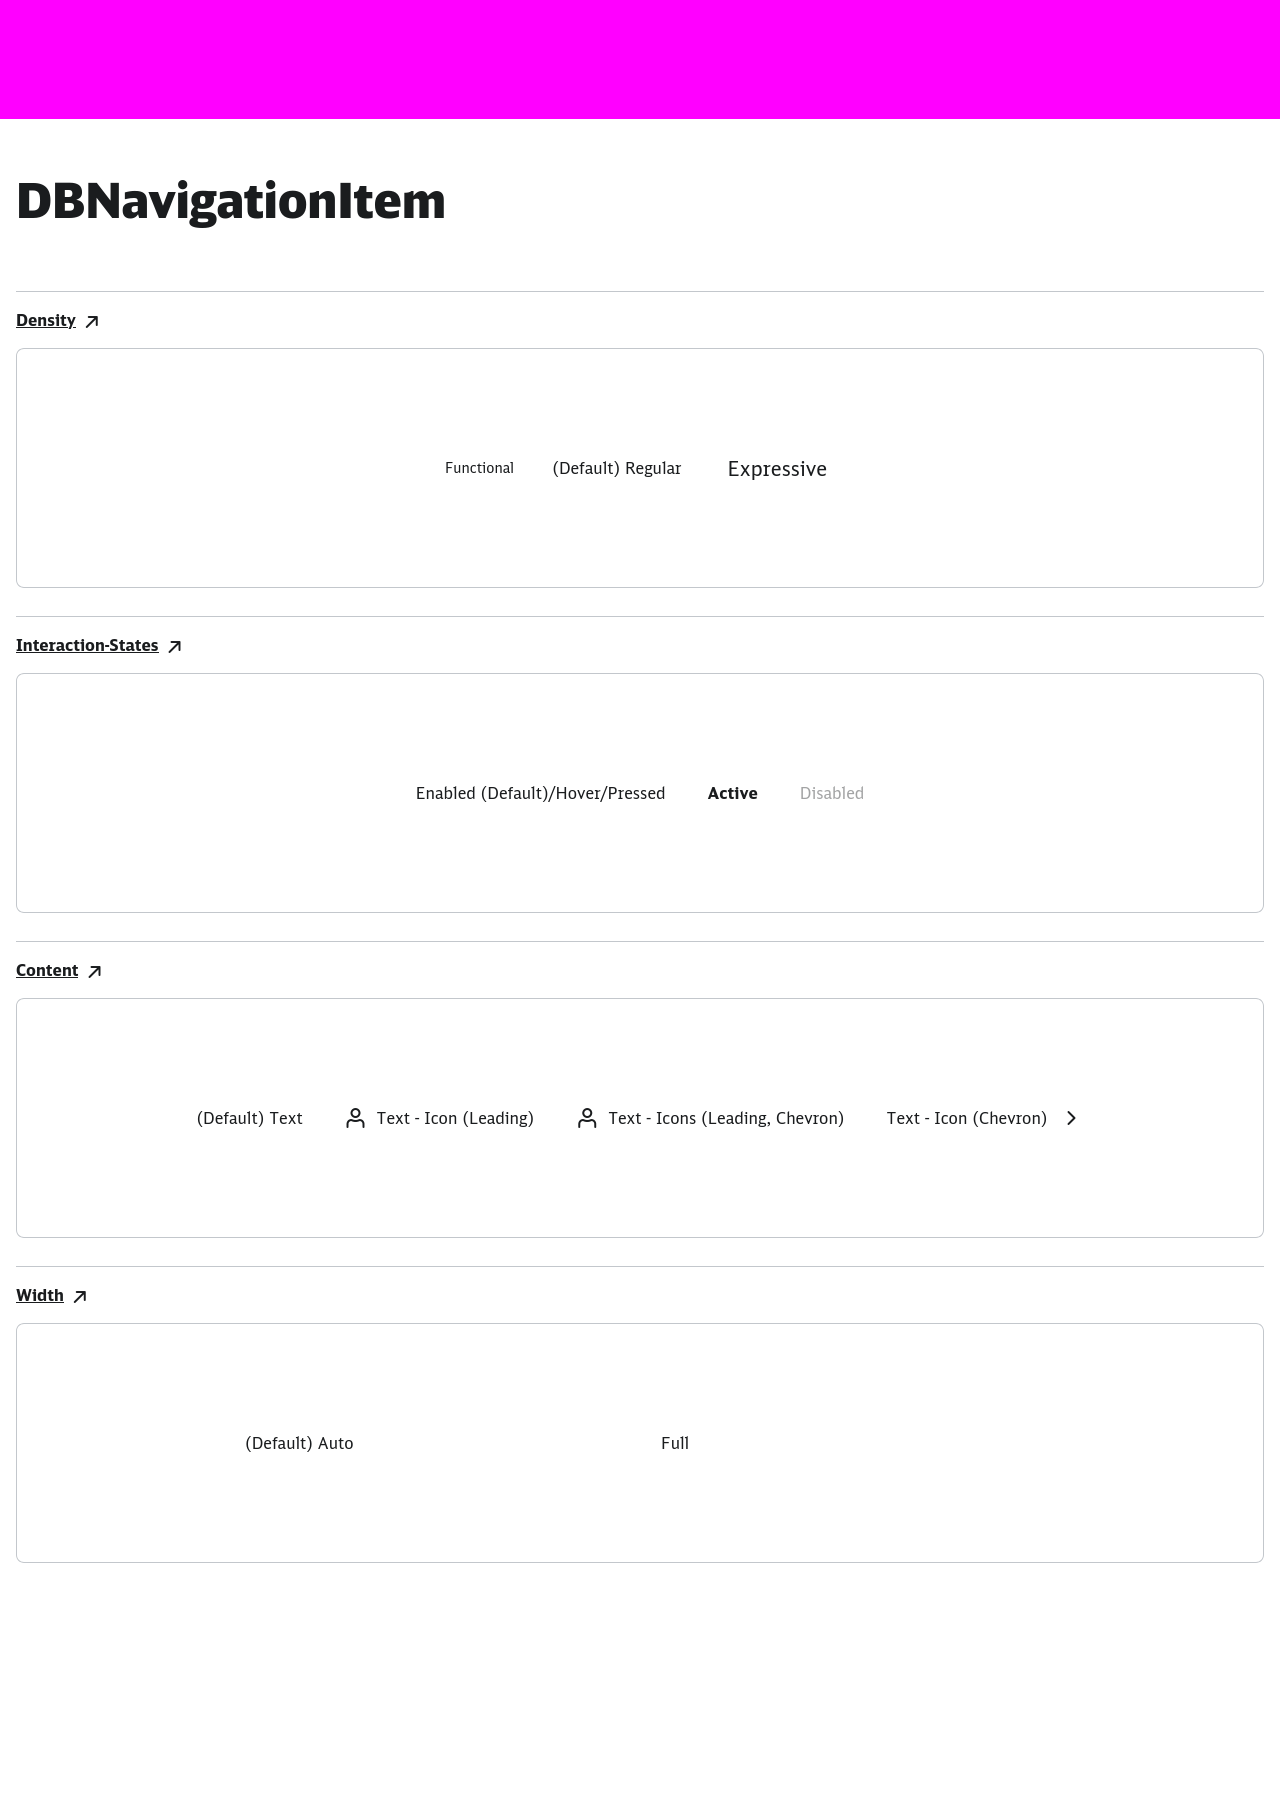 DBNavigationItem
Density
Functional (Default) Regular Expressive
Interaction-States
Enabled (Default)/Hover/Pressed Active Disabled
Content
(Default) Text Text - Icon (Leading) Text - Icons (Leading, Chevron) Text - Icon (Chevron)
Width
(Default) Auto Full